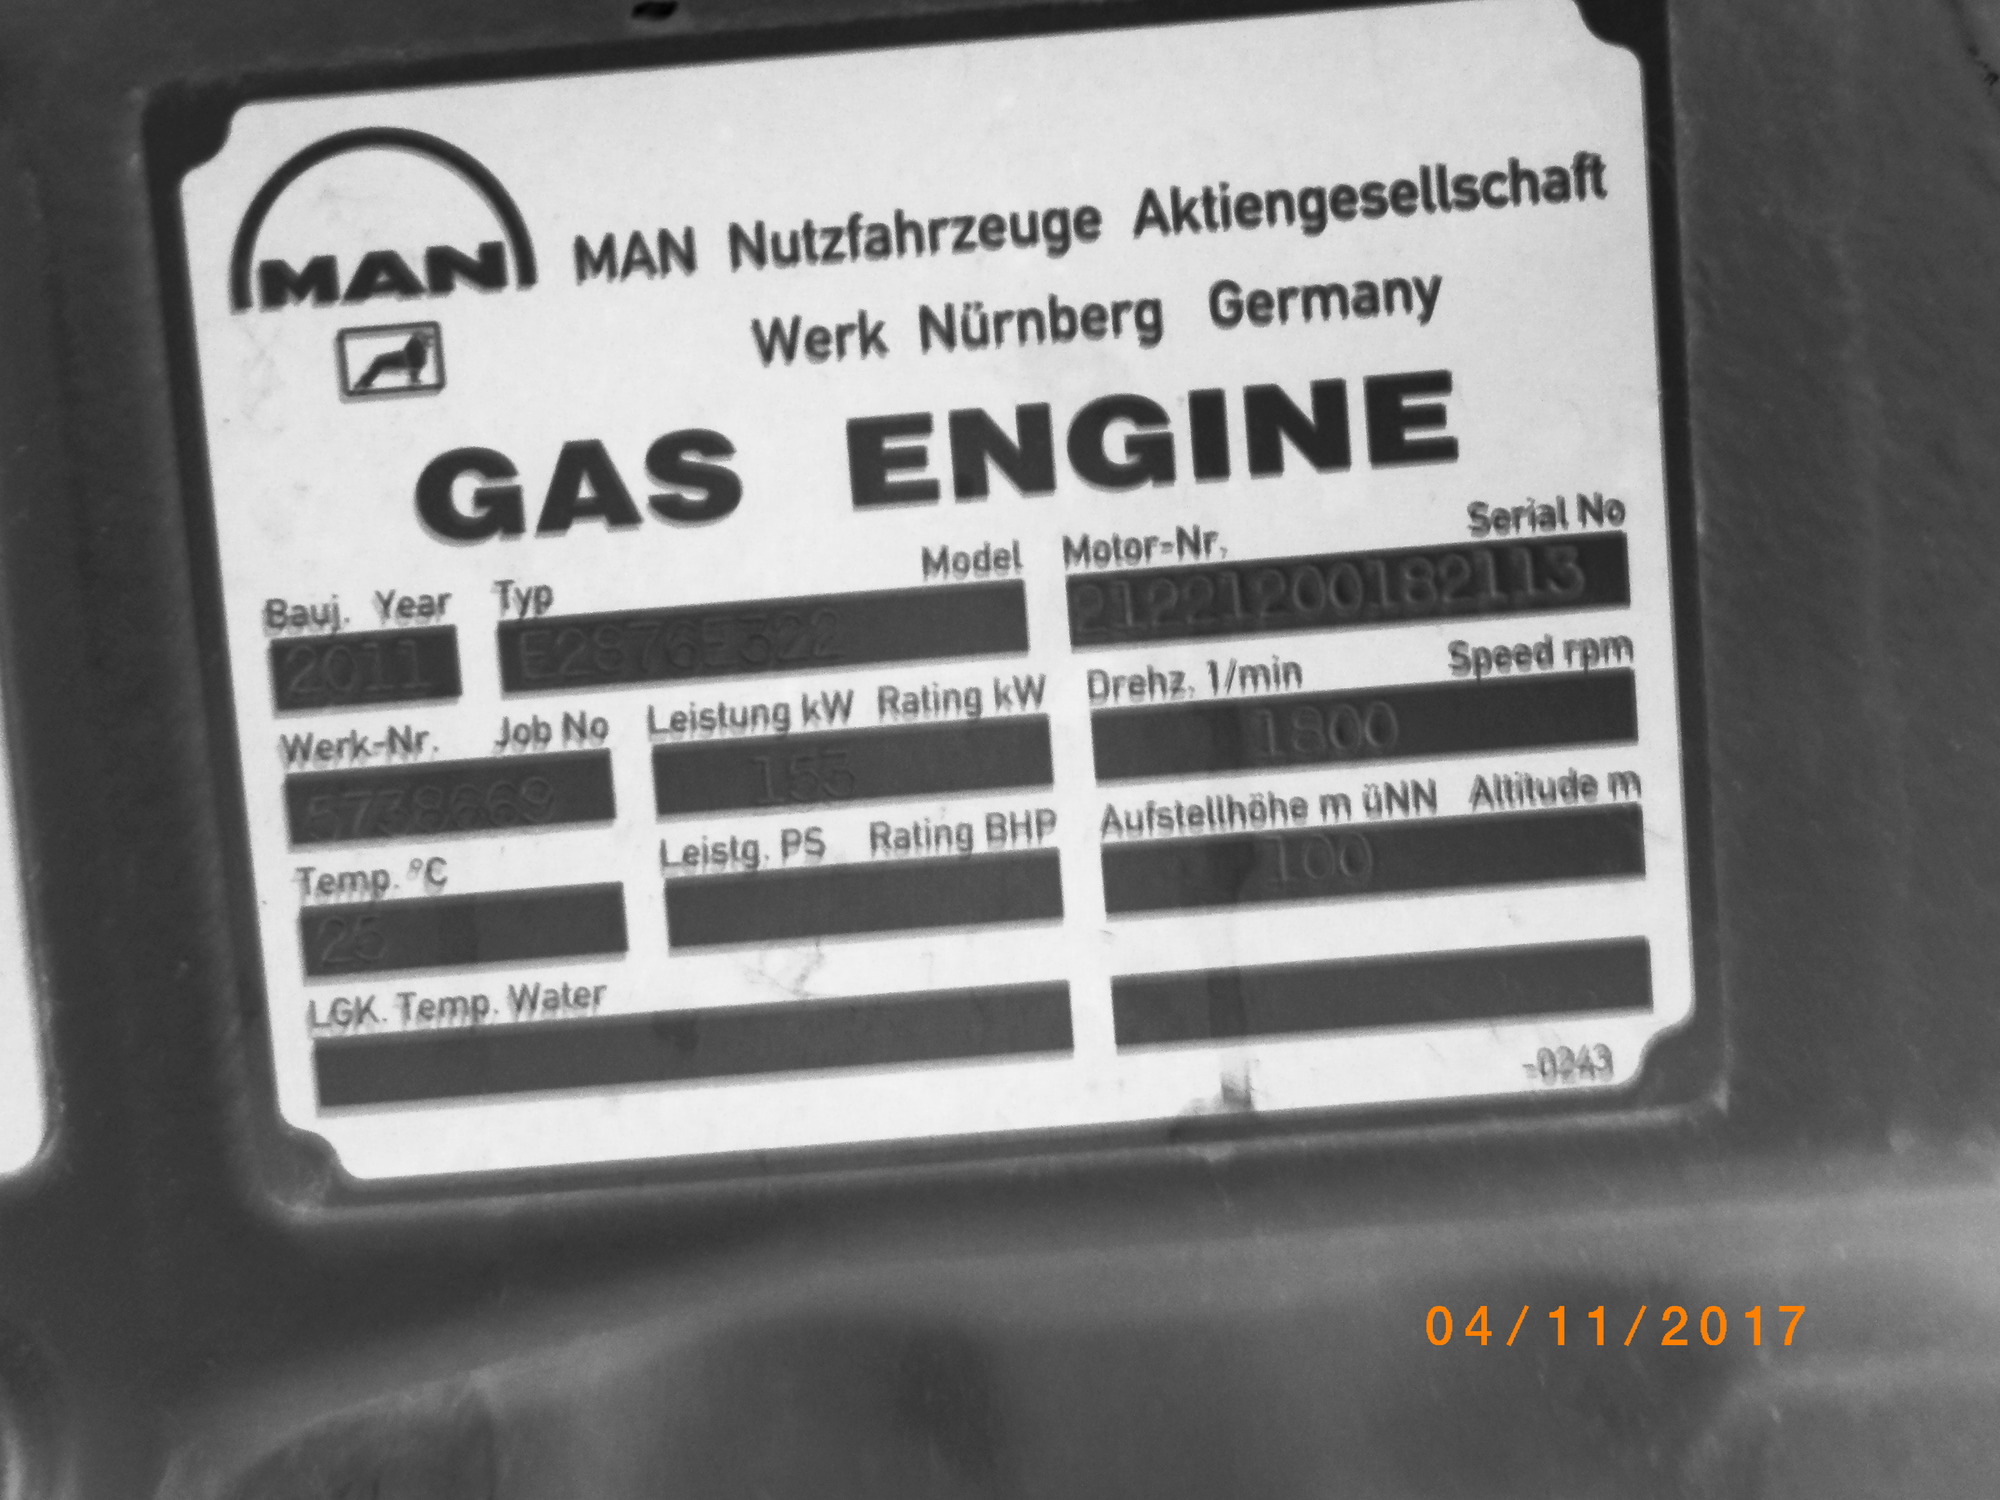 MAN
MAN Nutzfahrzeuge Aktiengesellschaft
Werk Nürnberg Germany
GAS ENGINE
Bauj. Year Typ Model Motor-Nr. Serial No
2011 E2876E322 21221200182113
Werk-Nr. Job No Leistung kW Rating kW Drehz. 1/min Speed rpm
5738669 155 1800
Temp. °C Leistg. PS Rating BHP Aufstellhöhe m üNN Altitude m
25 100
LGK. Temp. Water
-0243
04/11/2017